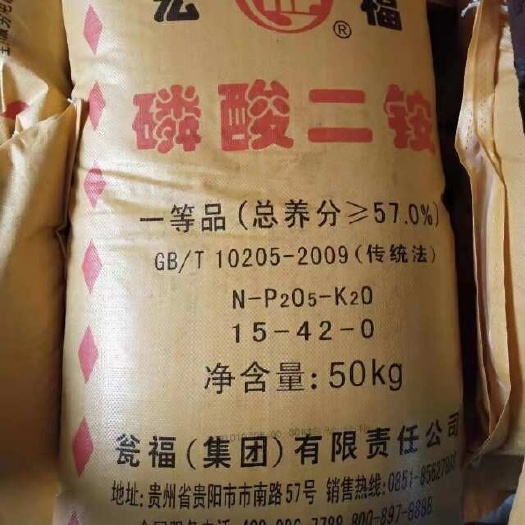 宏 ® 福
磷酸二铵
一等品(总养分≥57.0%)
GB/T 10205-2009(传统法)
N-P2O5-K2O
15-42-0
净含量:50kg
瓮福(集团)有限责任公司
地址:贵州省贵阳市市南路57号 销售热线:0851-